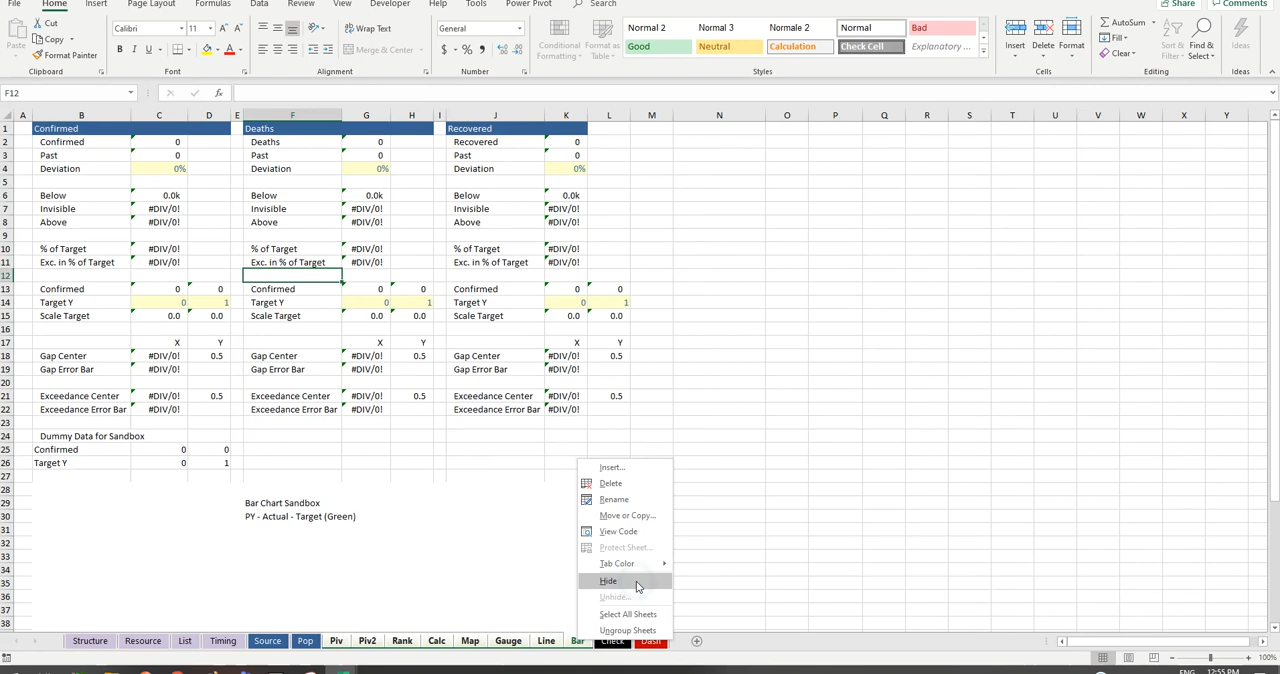 File Home Insert Page Layout Formulas Data Review View Developer Help Tools Power Pivot Search Share Comments
Cut Calibri 11 Wrap Text General Normal 2 Normal 3 Normale 2 Normal Bad AutoSum
Paste Copy Format Painter B I U Merge & Center $ % Conditional Formatting Format as Table Good Neutral Calculation Check Cell Explanatory ... Insert Delete Format Fill Clear Sort & Filter Find & Select Ideas
Clipboard Font Alignment Number Styles Cells Editing Ideas
F12 fx
A B C D E F G H I J K L M N O P Q R S T U V W X Y
1 Confirmed Deaths Recovered
2 Confirmed 0 Deaths 0 Recovered 0
3 Past 0 Past 0 Past 0
4 Deviation 0% Deviation 0% Deviation 0%
5
6 Below 0.0k Below 0.0k Below 0.0k
7 Invisible #DIV/0! Invisible #DIV/0! Invisible #DIV/0!
8 Above #DIV/0! Above #DIV/0! Above #DIV/0!
9
10 % of Target #DIV/0! % of Target #DIV/0! % of Target #DIV/0!
11 Exc. in % of Target #DIV/0! Exc. in % of Target #DIV/0! Exc. in % of Target #DIV/0!
12
13 Confirmed 0 0 Confirmed 0 0 Confirmed 0 0
14 Target Y 0 1 Target Y 0 1 Target Y 0 1
15 Scale Target 0.0 0.0 Scale Target 0.0 0.0 Scale Target 0.0 0.0
16
17 X Y X Y X Y
18 Gap Center #DIV/0! 0.5 Gap Center #DIV/0! 0.5 Gap Center #DIV/0! 0.5
19 Gap Error Bar #DIV/0! Gap Error Bar #DIV/0! Gap Error Bar #DIV/0!
20
21 Exceedance Center #DIV/0! 0.5 Exceedance Center #DIV/0! 0.5 Exceedance Center #DIV/0! 0.5
22 Exceedance Error Bar #DIV/0! Exceedance Error Bar #DIV/0! Exceedance Error Bar #DIV/0!
23
24 Dummy Data for Sandbox
25 Confirmed 0 0
26 Target Y 0 1
27
28
29 Bar Chart Sandbox
30 PY - Actual - Target (Green)
31
32
33
34
35
36
37
38
Insert...
Delete
Rename
Move or Copy...
View Code
Protect Sheet...
Tab Color
Hide
Unhide...
Select All Sheets
Ungroup Sheets
Structure Resource List Timing Source Pop Piv Piv2 Rank Calc Map Gauge Line Bar Check Dash
100%
ENG 12:55 PM